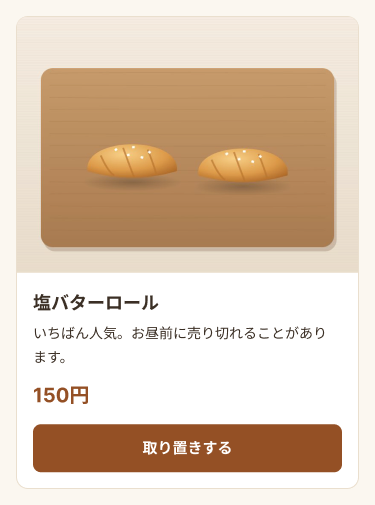 塩バターロール
いちばん人気。お昼前に売り切れることがあり
ます。
150円
取り置きする